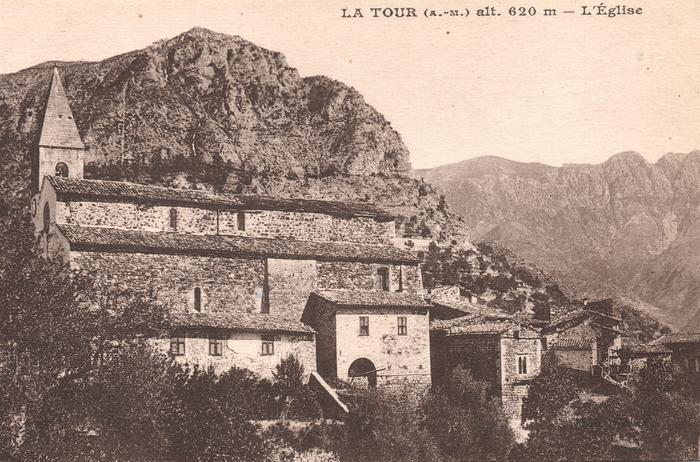 LA TOUR (A.-M.) alt. 620 m — L'Église